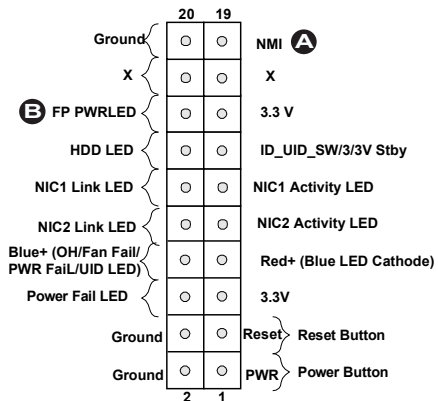 20 19
Ground NMI A
X X
B FP PWRLED 3.3 V
HDD LED ID_UID_SW/3/3V Stby
NIC1 Link LED NIC1 Activity LED
NIC2 Link LED NIC2 Activity LED
Blue+ (OH/Fan Fail/
PWR FaiL/UID LED) Red+ (Blue LED Cathode)
Power Fail LED 3.3V
Ground Reset Reset Button
Ground PWR Power Button
2 1